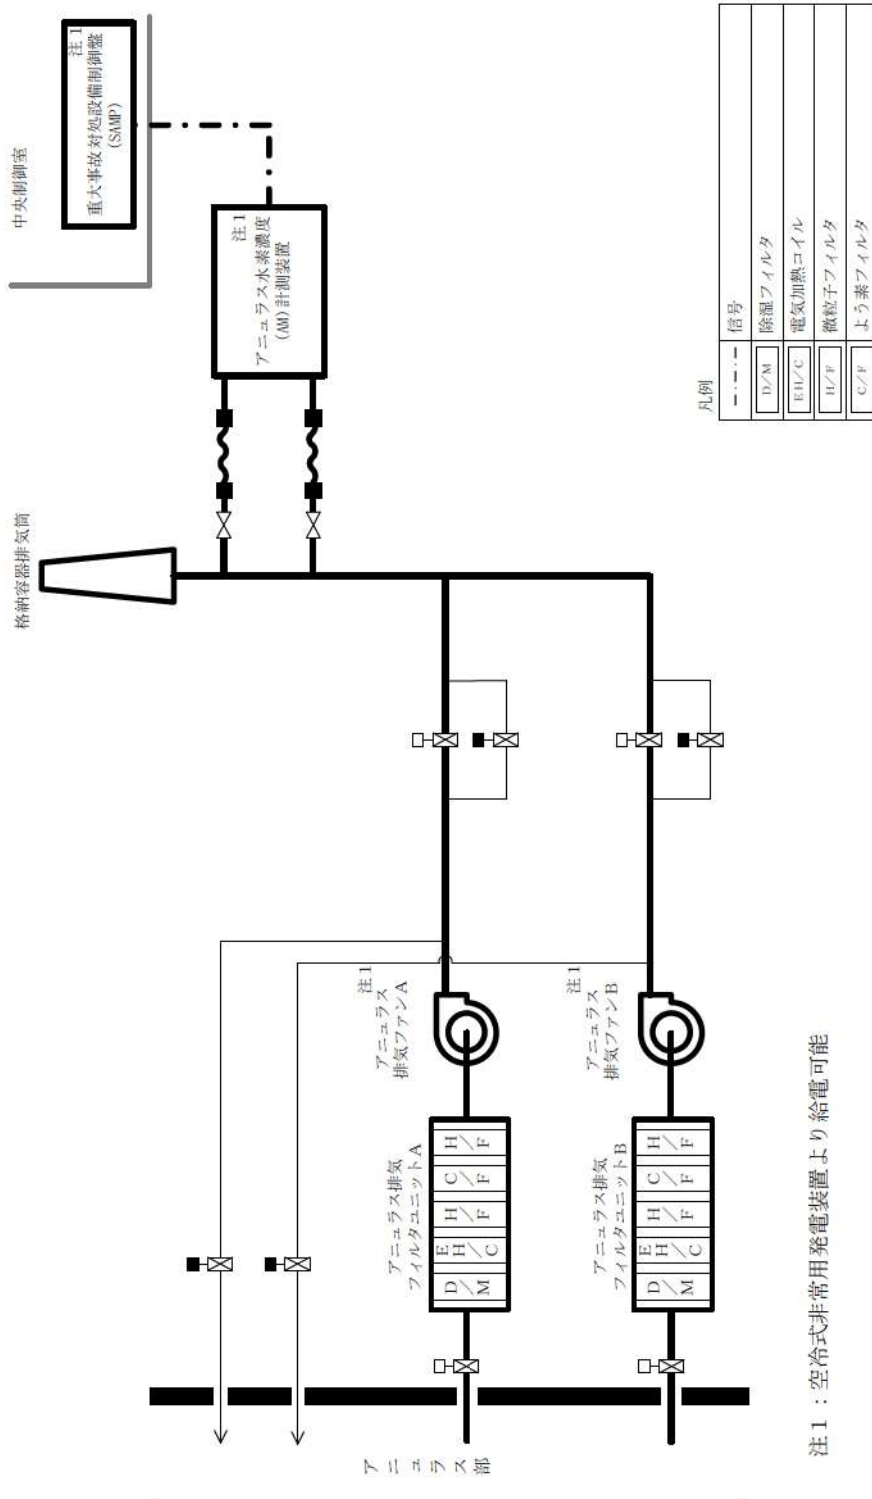 中央制御室
注1
重大事故対処設備制御盤
(SAMP)
注1
アニュラス水素濃度
(AM)計測装置
格納容器排気筒
注1
アニュラス
排気ファンA
注1
アニュラス
排気ファンB
アニュラス排気
フィルタユニットA
D/M
EH/C
H/F
C/F
H/F
アニュラス排気
フィルタユニットB
D/M
EH/C
H/F
C/F
H/F
アニュラス部
凡例
信号
D/M 除湿フィルタ
EH/C 電気加熱コイル
H/F 微粒子フィルタ
C/F よう素フィルタ
注1：空冷式非常用発電装置より給電可能